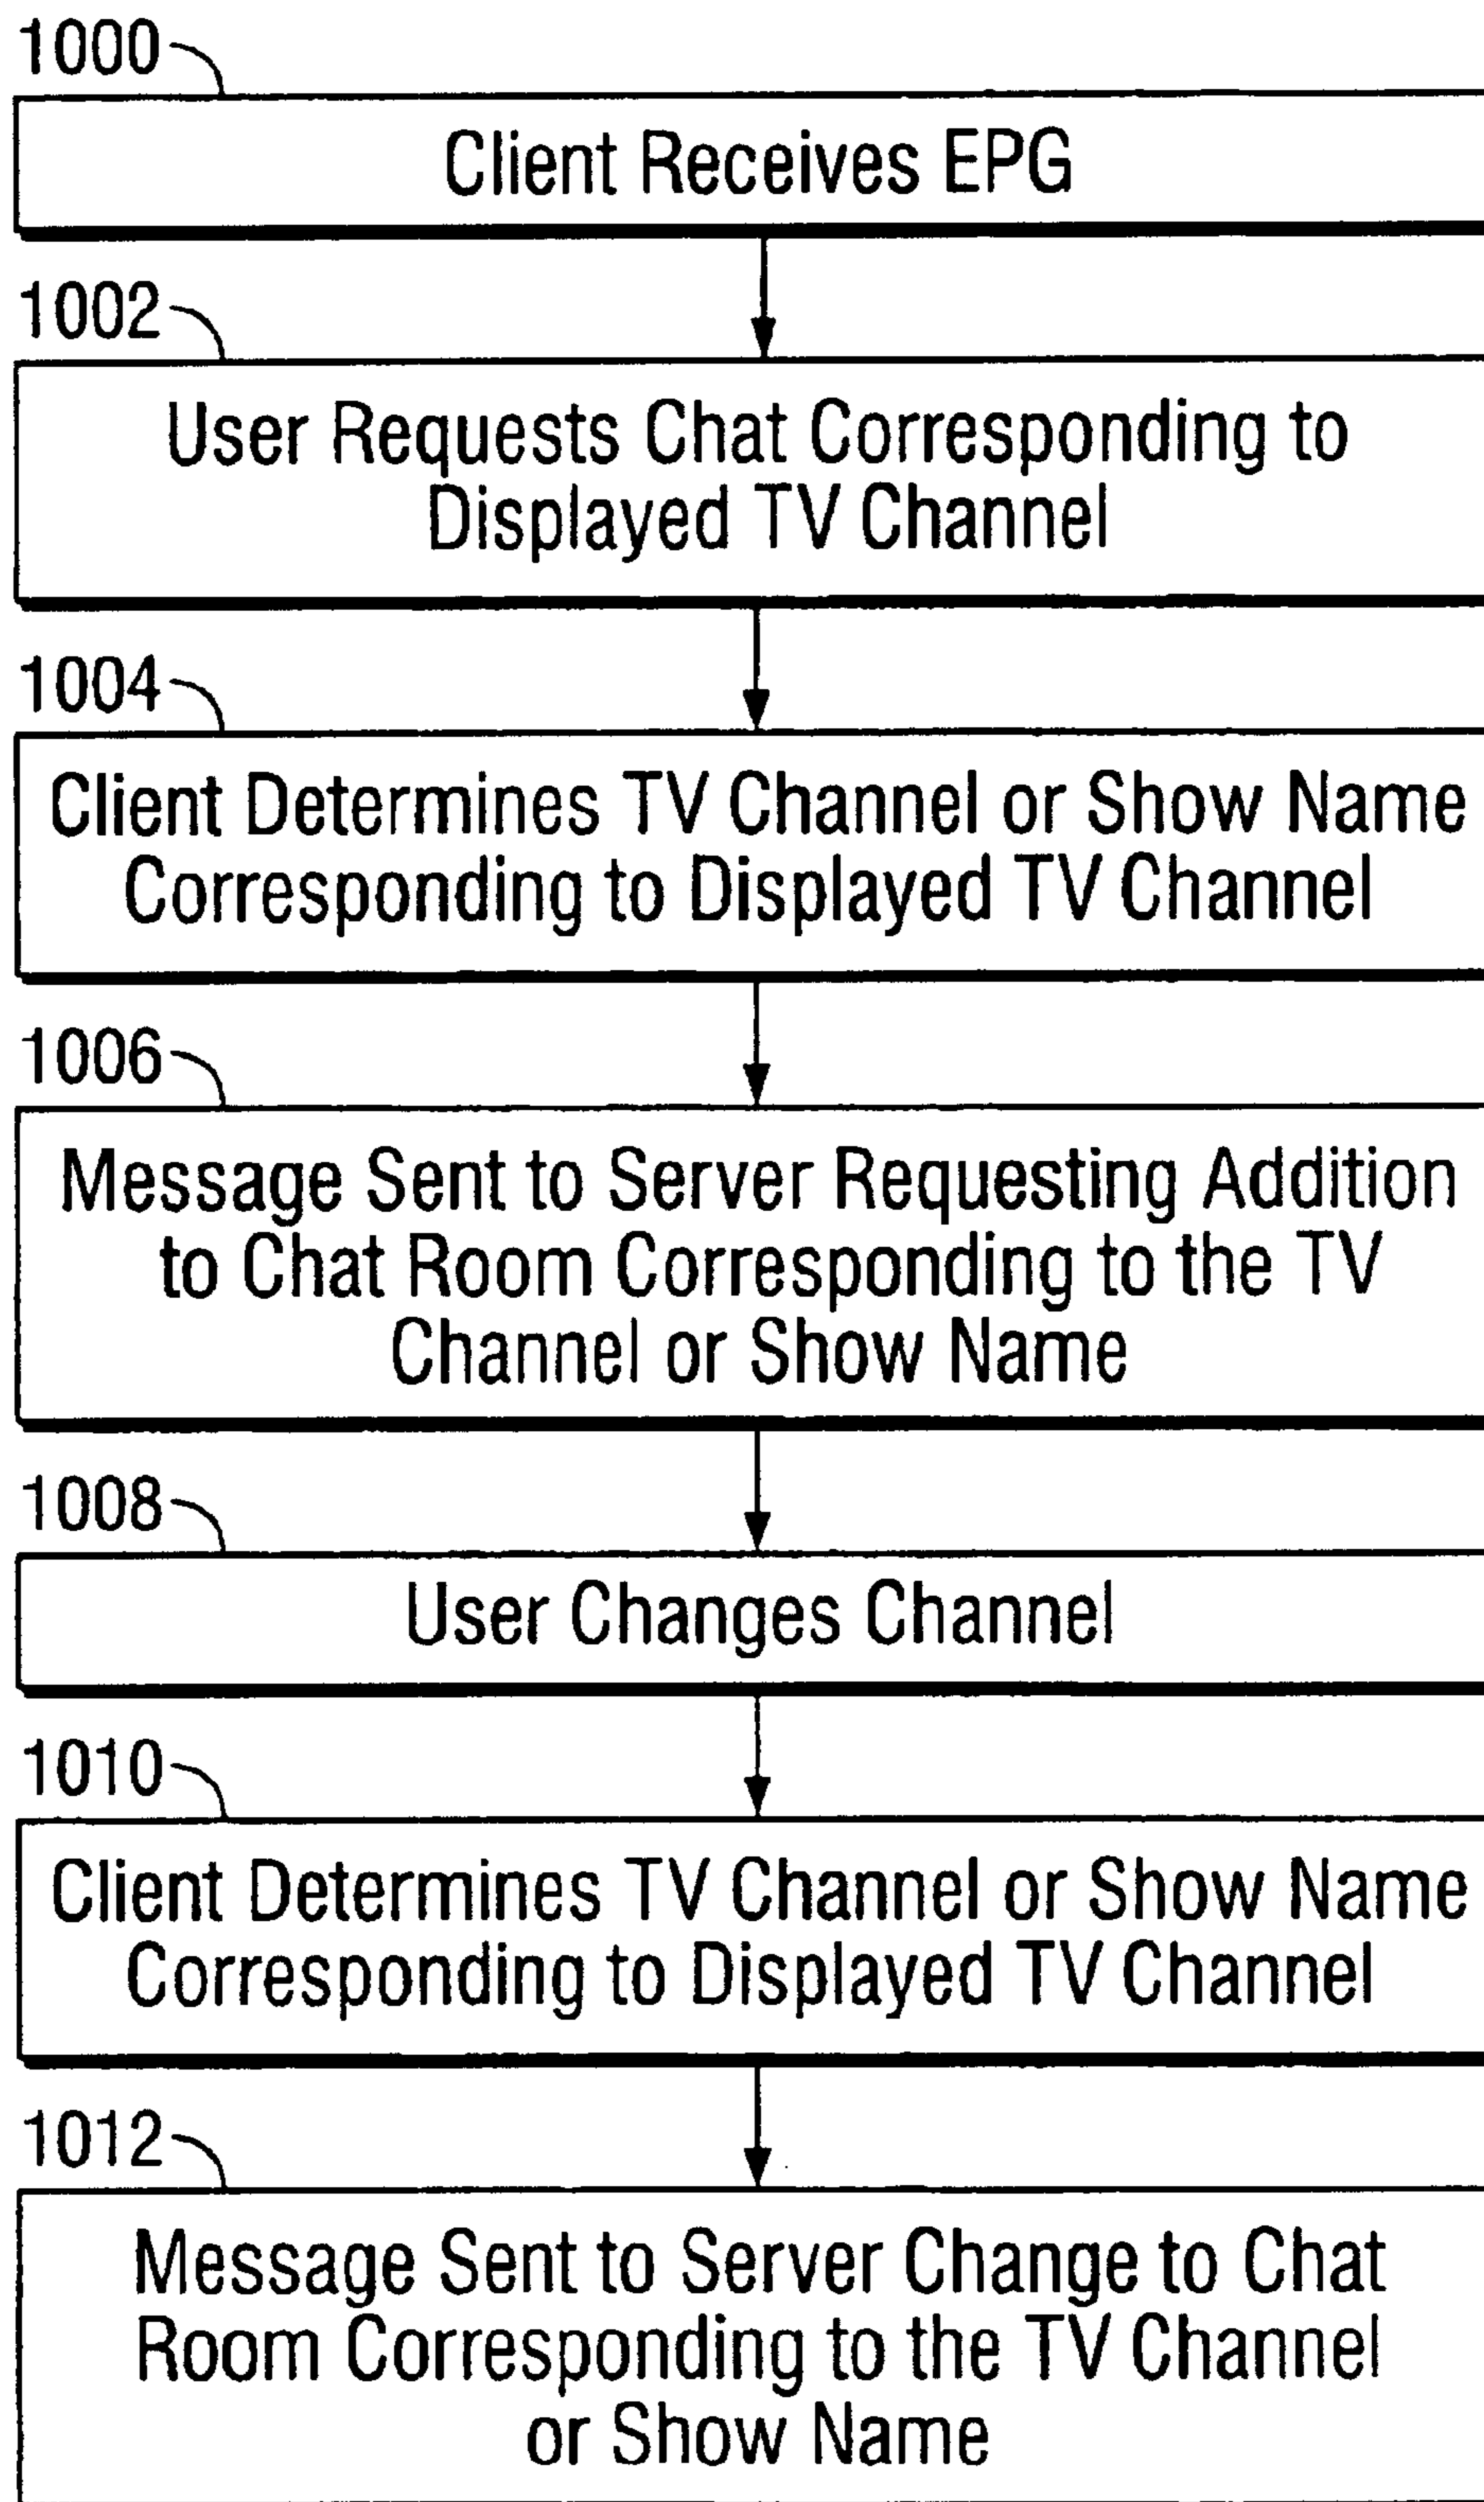 1000
Client Receives EPG
1002
User Requests Chat Corresponding to
Displayed TV Channel
1004
Client Determines TV Channel or Show Name
Corresponding to Displayed TV Channel
1006
Message Sent to Server Requesting Addition
to Chat Room Corresponding to the TV
Channel or Show Name
1008
User Changes Channel
1010
Client Determines TV Channel or Show Name
Corresponding to Displayed TV Channel
1012
Message Sent to Server Change to Chat
Room Corresponding to the TV Channel
or Show Name